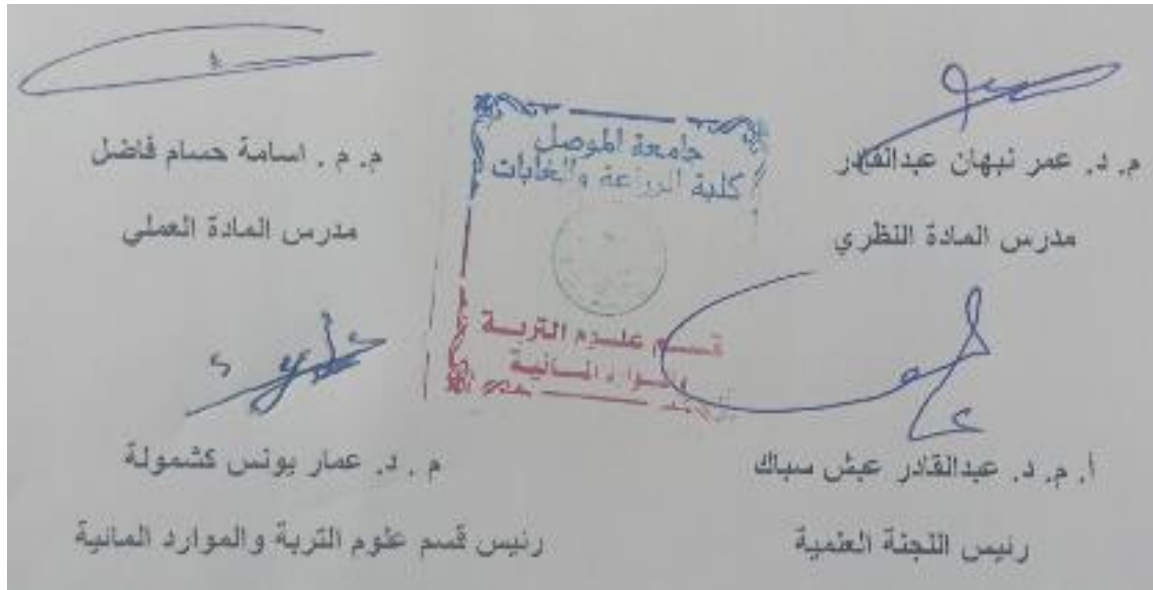 م. د. عمر نبهان عبدالقادر
مدرس المادة النظري
م. م. اسامة حسام فاضل
مدرس المادة العملي
جامعة الموصل
كلية الزراعة والغابات
قسم علوم التربة
والموارد المائية
أ. م. د. عبدالقادر عبش سباك
رئيس اللجنة العلمية
م. د. عمار يونس كشمولة
رئيس قسم علوم التربة والموارد المائية